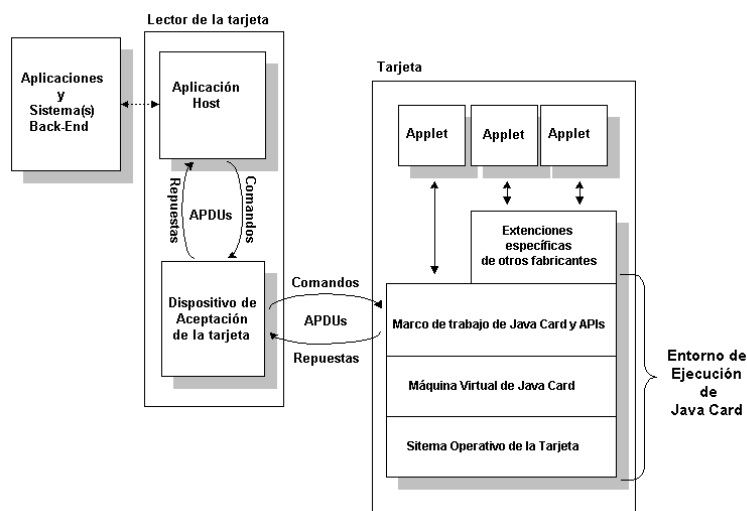 Lector de la tarjeta
Aplicaciones
y
Sistema(s)
Back-End
Aplicación
Host
Repuestas
APDUs
Comandos
Dispositivo de
Aceptación
de la tarjeta
Comandos
APDUs
Repuestas
Tarjeta
Applet
Applet
Applet
Extenciones
específicas
de otros fabricantes
Marco de trabajo de Java Card y APIs
Máquina Virtual de Java Card
Sitema Operativo de la Tarjeta
Entorno de
Ejecución
de
Java Card